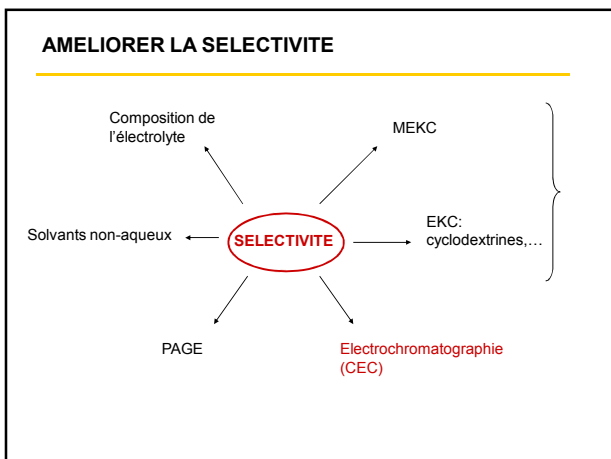 AMELIORER LA SELECTIVITE
Composition de
l'électrolyte
MEKC
Solvants non-aqueux
SELECTIVITE
EKC:
cyclodextrines,...
PAGE
Electrochromatographie
(CEC)